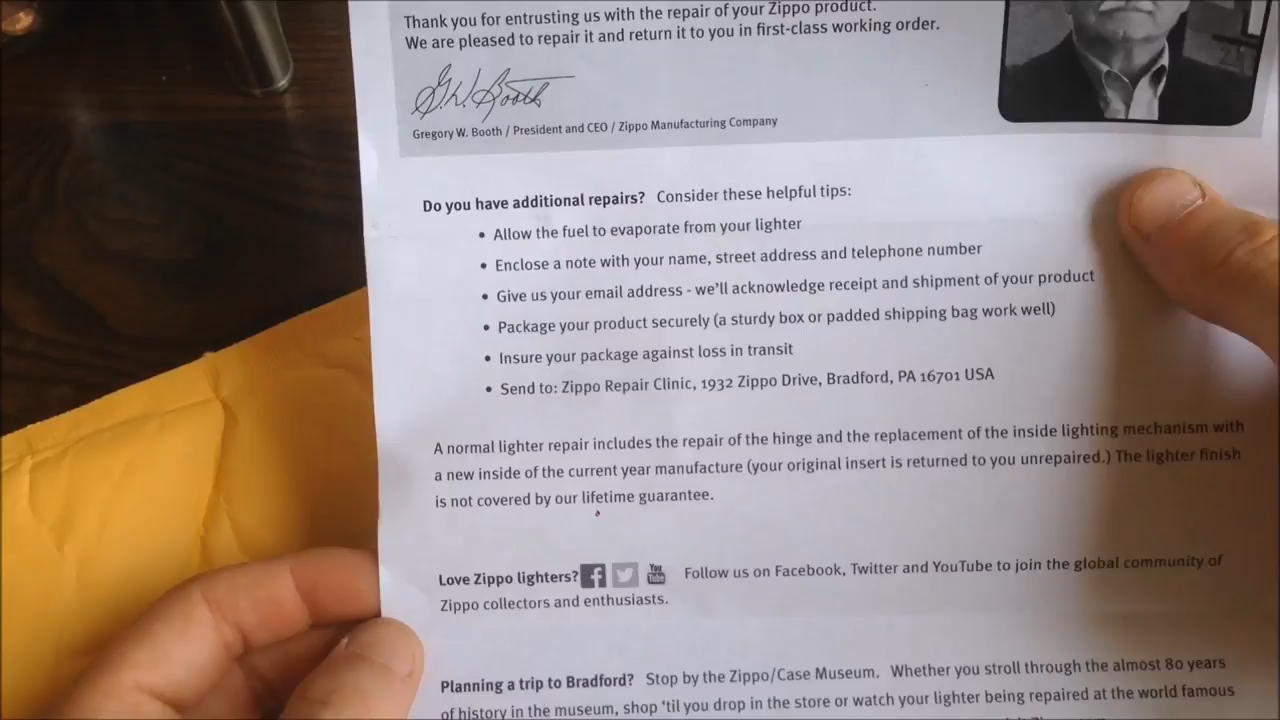 Thank you for entrusting us with the repair of your Zippo product.
We are pleased to repair it and return it to you in first-class working order.
G.W. Booth
Gregory W. Booth / President and CEO / Zippo Manufacturing Company
Do you have additional repairs? Consider these helpful tips:
• Allow the fuel to evaporate from your lighter
• Enclose a note with your name, street address and telephone number
• Give us your email address - we'll acknowledge receipt and shipment of your product
• Package your product securely (a sturdy box or padded shipping bag work well)
• Insure your package against loss in transit
• Send to: Zippo Repair Clinic, 1932 Zippo Drive, Bradford, PA 16701 USA
A normal lighter repair includes the repair of the hinge and the replacement of the inside lighting mechanism with
a new inside of the current year manufacture (your original insert is returned to you unrepaired.) The lighter finish
is not covered by our lifetime guarantee.
Love Zippo lighters? f You Tube Follow us on Facebook, Twitter and YouTube to join the global community of
Zippo collectors and enthusiasts.
Planning a trip to Bradford? Stop by the Zippo/Case Museum. Whether you stroll through the almost 80 years
of history in the museum, shop 'til you drop in the store or watch your lighter being repaired at the world famous